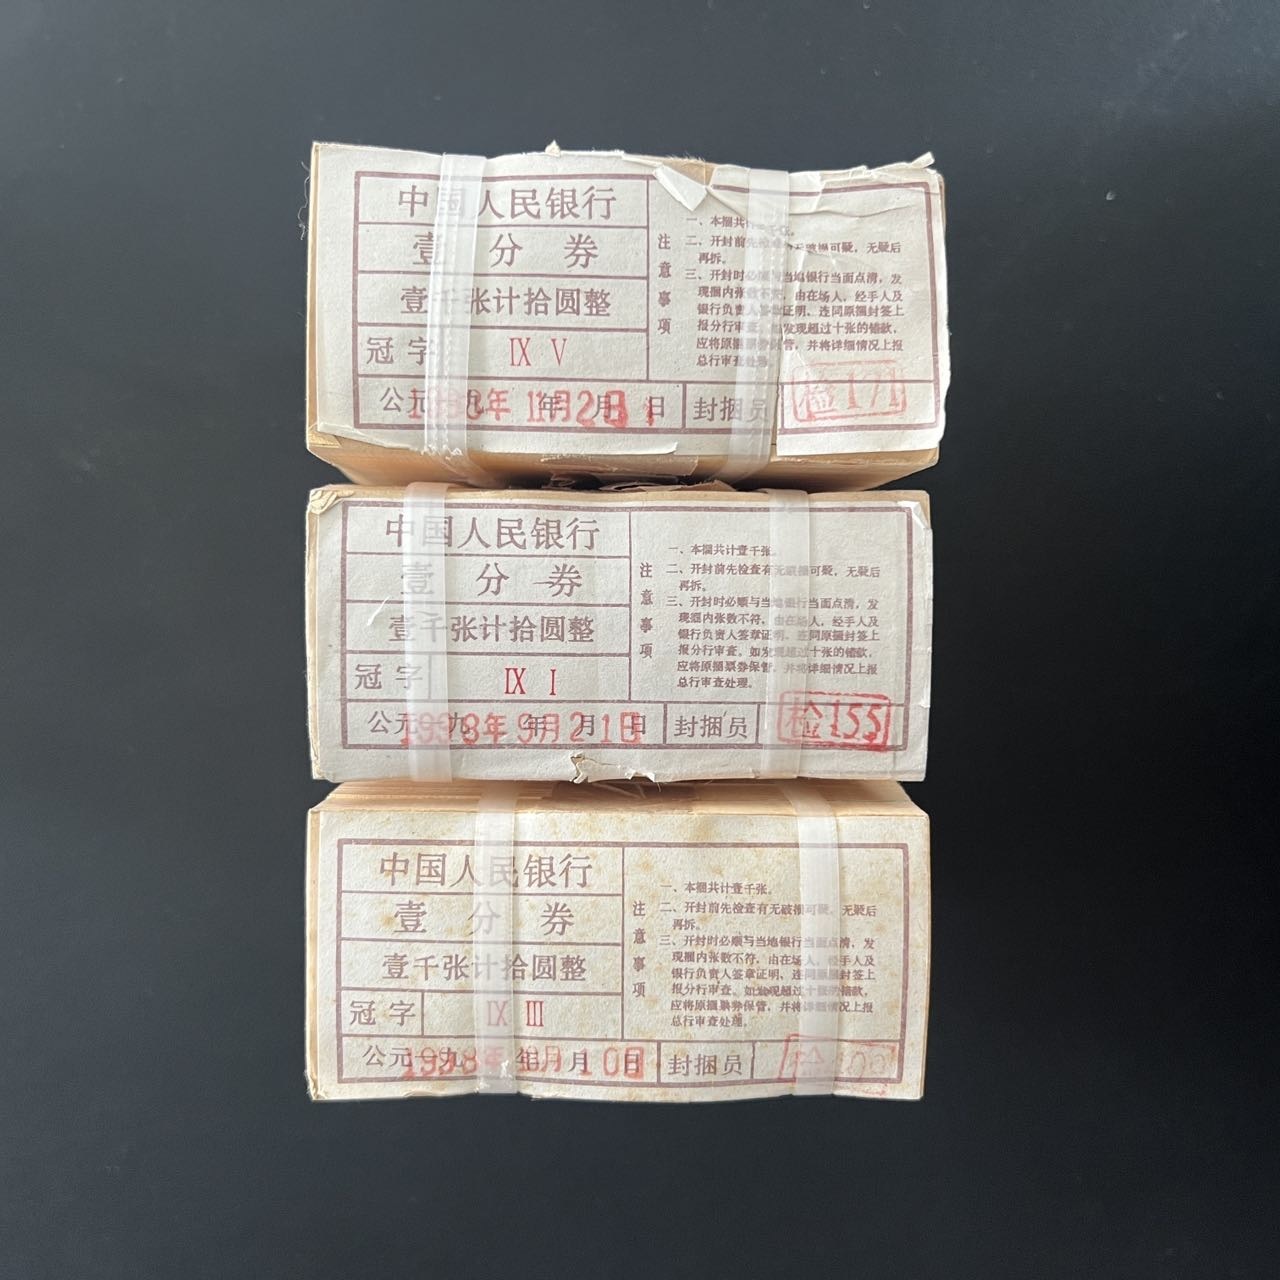 中国人民银行
壹 分 券
壹千张计拾圆整
冠字 Ⅸ Ⅴ
公元一九 年 月 日
封捆员
检171
注意事项
一、本捆共计
二、开封前先 可疑，无疑后
再拆。
三、开封时必须与当地银行当面点清，发
现捆内张数不符，由在场人，经手人及
银行负责人签章证明，连同原捆封签上
报分行审查。如发现超过十张的错款，
应将原捆票券保管，并将详细情况上报
总行审查处理。
中国人民银行
壹 分 券
壹千张计拾圆整
冠字 Ⅸ Ⅰ
公元一九 年 月 日
1998年9月21日
封捆员
检155
注意事项
一、本捆共计壹千张。
二、开封前先检查有无破损可疑，无疑后
再拆。
三、开封时必须与当地银行当面点清，发
现捆内张数不符，由在场人，经手人及
银行负责人签章证明，连同原捆封签上
报分行审查。如发现超过十张的错款，
应将原捆票券保管，并将详细情况上报
总行审查处理。
中国人民银行
壹 分 券
壹千张计拾圆整
冠字 Ⅸ Ⅲ
公元一九 年 月 日
封捆员
注意事项
一、本捆共计壹千张。
二、开封前先检查有无破损可疑，无疑后
再拆。
三、开封时必须与当地银行当面点清，发
现捆内张数不符，由在场人，经手人及
银行负责人签章证明，连同原捆封签上
报分行审查。如发现超过十张的错款，
应将原捆票券保管，并将详细情况上报
总行审查处理。